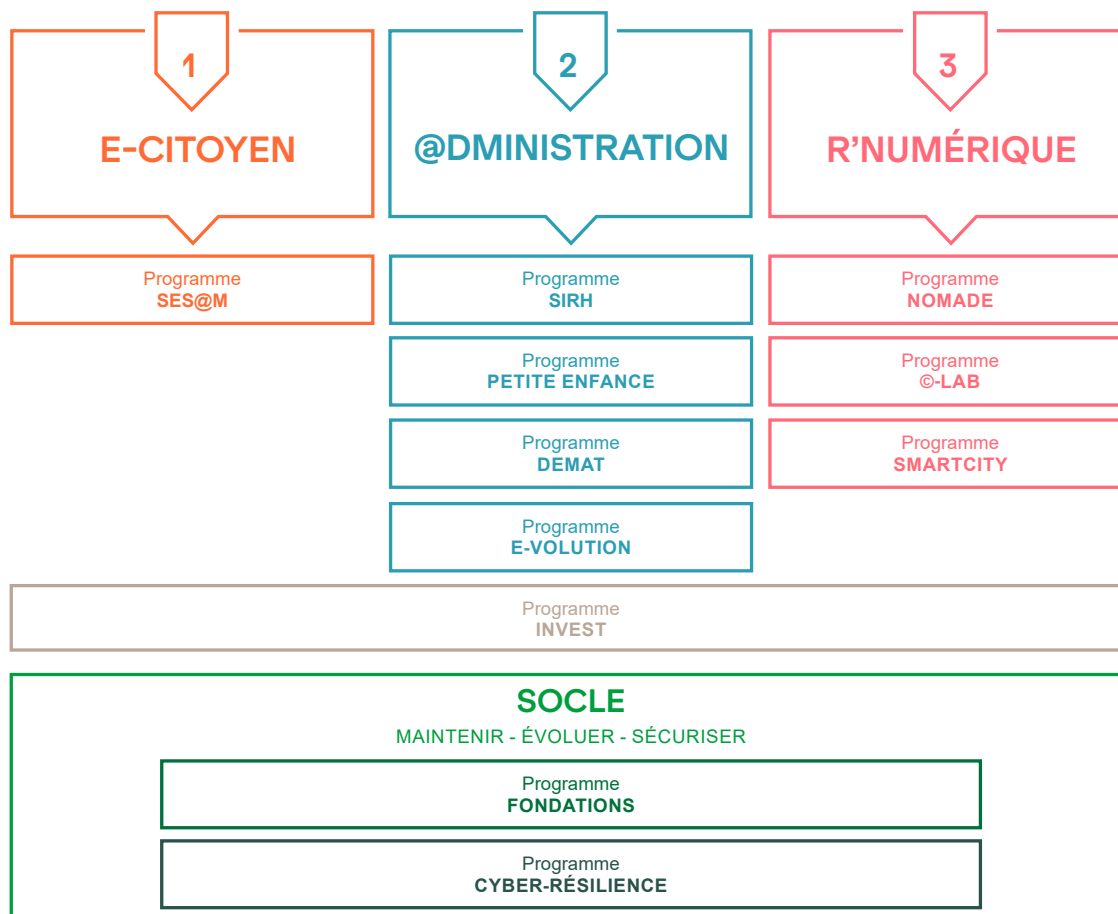 1
E-CITOYEN
Programme
SES@M
2
@DMINISTRATION
Programme
SIRH
Programme
PETITE ENFANCE
Programme
DEMAT
Programme
E-VOLUTION
3
R’NUMÉRIQUE
Programme
NOMADE
Programme
©-LAB
Programme
SMARTCITY
Programme
INVEST
SOCLE
MAINTENIR - ÉVOLUER - SÉCURISER
Programme
FONDATIONS
Programme
CYBER-RÉSILIENCE